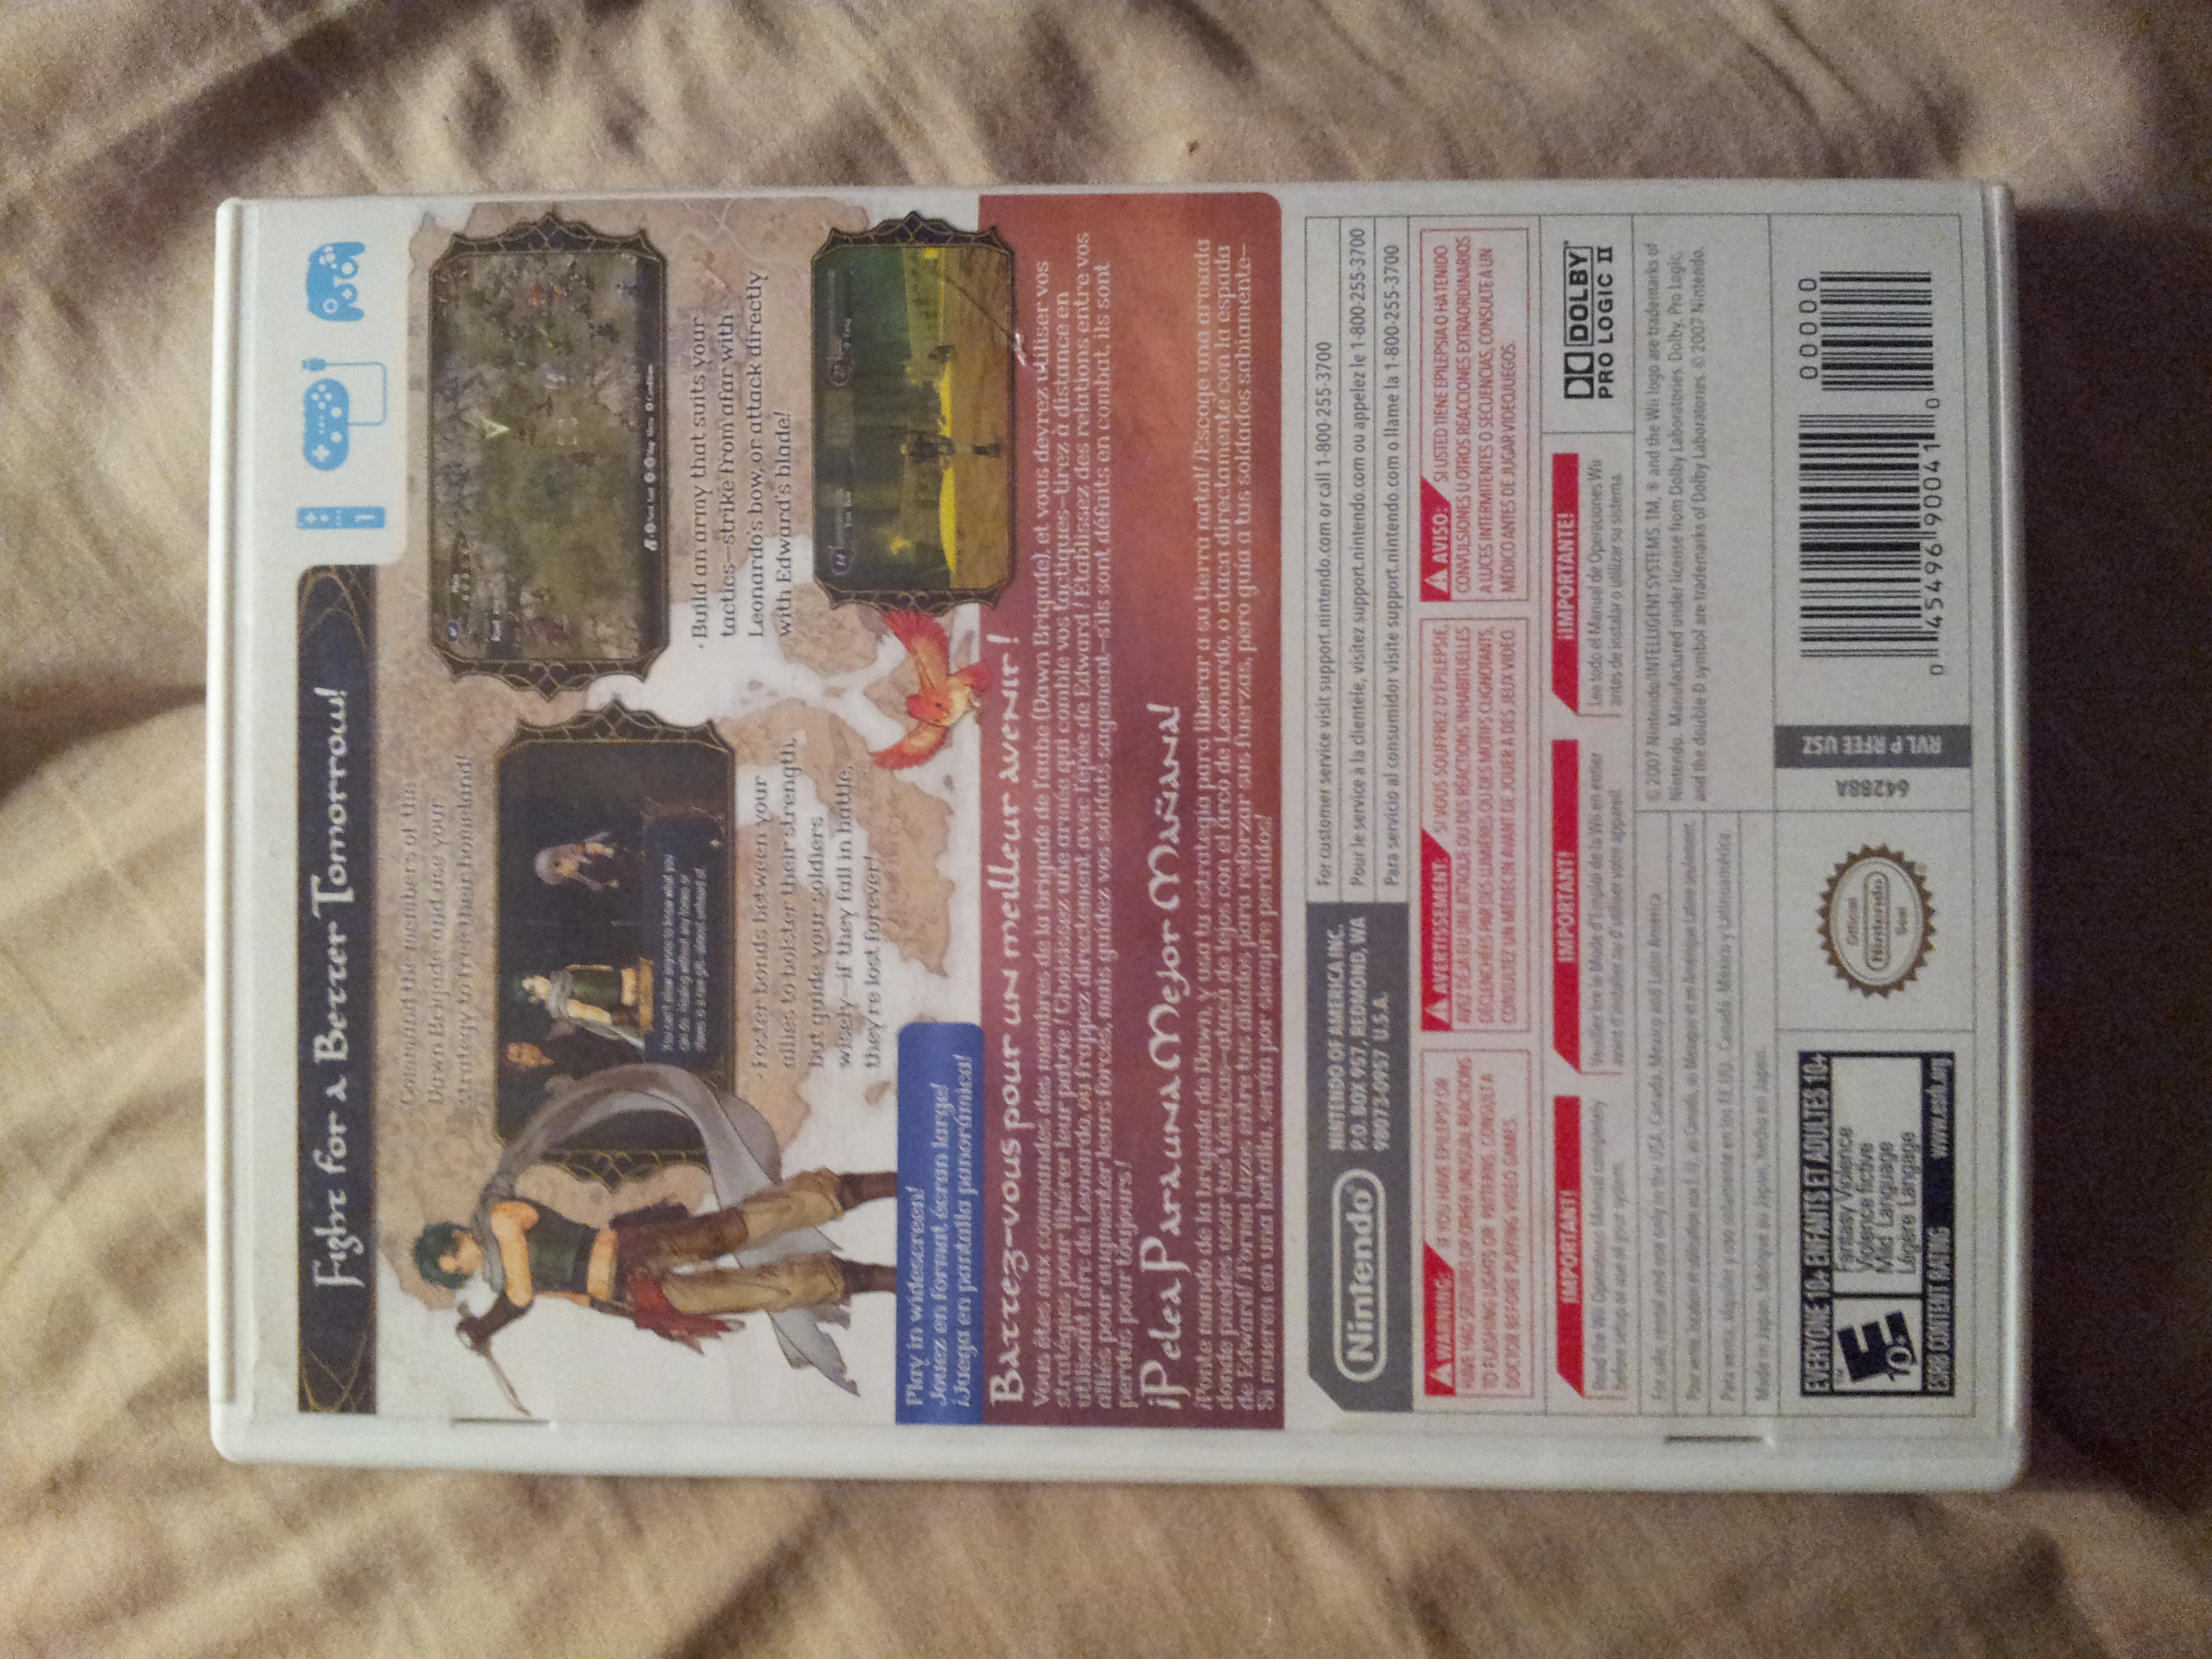 Fight for a Better Tomorrow!
1
· Command the members of the
Dawn Brigade and use your
strategy to free their homeland!
Plain
Rout
You can't allow anyone to know what you
can do. Healing without any tomes or
staves is a rare gift—almost unheard of.
Next Unit Map Menu Conditions
· Build an army that suits your
tactics—strike from afar with
Leonardo's bow, or attack directly
with Edward's blade!
· Foster bonds between your
allies to bolster their strength,
but guide your soldiers
wisely—if they fall in battle,
they're lost forever!
14
Iron Bow
Fang
Play in widescreen!
Jouez en format écran large!
¡Juega en pantalla panorámica!
Battez-vous pour un meilleur avenir !
Vous êtes aux commandes des membres de la brigade de l'aube (Dawn Brigade), et vous devrez utiliser vos
stratégies pour libérer leur patrie ! Choisissez une armée qui comble vos tactiques—tirez à distance en
utilisant l'arc de Leonardo, ou frappez directement avec l'épée de Edward ! Établissez des relations entre vos
alliés pour augmenter leurs forces, mais guidez vos soldats sagement—s'ils sont défaits en combat, ils sont
perdus pour toujours !
¡Pelea Para una Mejor Mañana!
¡Ponte mando de la brigada de Dawn, y usa tu estrategia para liberar a su tierra natal! ¡Escoge una armada
donde puedes usar tus tácticas—ataca de lejos con el arco de Leonardo, o ataca directamente con la espada
de Edward! ¡Forma lazos entre tus aliados para reforzar sus fuerzas, pero guía a tus soldados sabiamente—
Si mueren en una batalla, serán por siempre perdidos!
Nintendo®
NINTENDO OF AMERICA INC.
P.O. BOX 957, REDMOND, WA
98073-0957 U.S.A.
For customer service visit support.nintendo.com or call 1-800-255-3700
Pour le service à la clientèle, visitez support.nintendo.com ou appelez le 1-800-255-3700
Para servicio al consumidor visite support.nintendo.com o llame la 1-800-255-3700
WARNING: IF YOU HAVE EPILEPSY OR
HAVE HAD SEIZURES OR OTHER UNUSUAL REACTIONS
TO FLASHING LIGHTS OR PATTERNS, CONSULT A
DOCTOR BEFORE PLAYING VIDEO GAMES.
AVERTISSEMENT: SI VOUS SOUFFREZ D'ÉPILEPSIE,
AVEZ DÉJÀ EU UNE ATTAQUE OU DES RÉACTIONS INHABITUELLES
DÉCLENCHÉES PAR DES LUMIÈRES OU DES MOTIFS CLIGNOTANTS,
CONSULTEZ UN MÉDECIN AVANT DE JOUER A DES JEUX VIDÉO.
AVISO: SI USTED TIENE EPILEPSIA O HA TENIDO
CONVULSIONES U OTROS REACCIONES EXTRAORDINARIOS
A LUCES INTERMITENTES O SECUENCIAS, CONSULTE A UN
MÉDICO ANTES DE JUGAR VIDEOJUEGOS.
IMPORTANT!
Read the Wii Operations Manual completely
before setup or use of your system.
IMPORTANT!
Veuillez lire le Mode d'Emploi de la Wii en entier
avant d'installer ou d'utiliser votre appareil.
¡IMPORTANTE!
Lea todo el Manual de Operaciones Wii
antes de instalar o utilizar su sistema.
DOLBY®
PRO LOGIC II
For sale, rental and use only in the USA, Canada, Mexico and Latin America
Pour vente, location et utilisation aux É.-U., au Canada, au Mexique et en Amérique Latine seulement.
Para venta, alquiler y uso solamente en los EE.UU., Canadá, México y Latinoamérica.
Made in Japan, fabriqué au Japon, hecho en Japon.
© 2007 Nintendo/INTELLIGENT SYSTEMS. TM, ® and the Wii logo are trademarks of
Nintendo. Manufactured under license from Dolby Laboratories. Dolby, Pro Logic,
and the double-D symbol are trademarks of Dolby Laboratories. © 2007 Nintendo.
EVERYONE 10+ ENFANTS ET ADULTES 10+
E
10+
Fantasy Violence
Violence fictive
Mild Language
Légère Langage
ESRB CONTENT RATING www.esrb.org
Official
Nintendo
Seal
64288A
RVL P RFEE USZ
00000
0 45496 90041 0